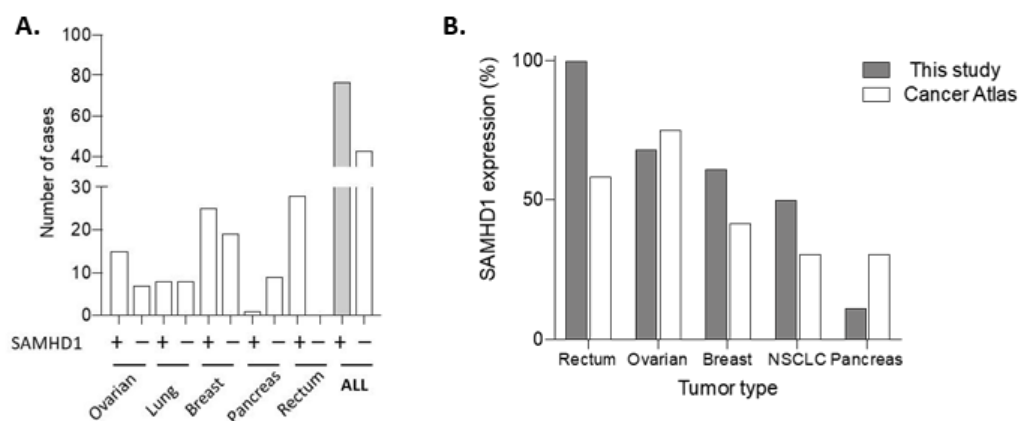 A.
Number of cases
100
80
60
40
30
20
10
0
SAMHD1 + − + − + − + − + − + −
Ovarian Lung Breast Pancreas Rectum ALL
B.
SAMHD1 expression (%)
100
50
0
This study
Cancer Atlas
Rectum Ovarian Breast NSCLC Pancreas
Tumor type